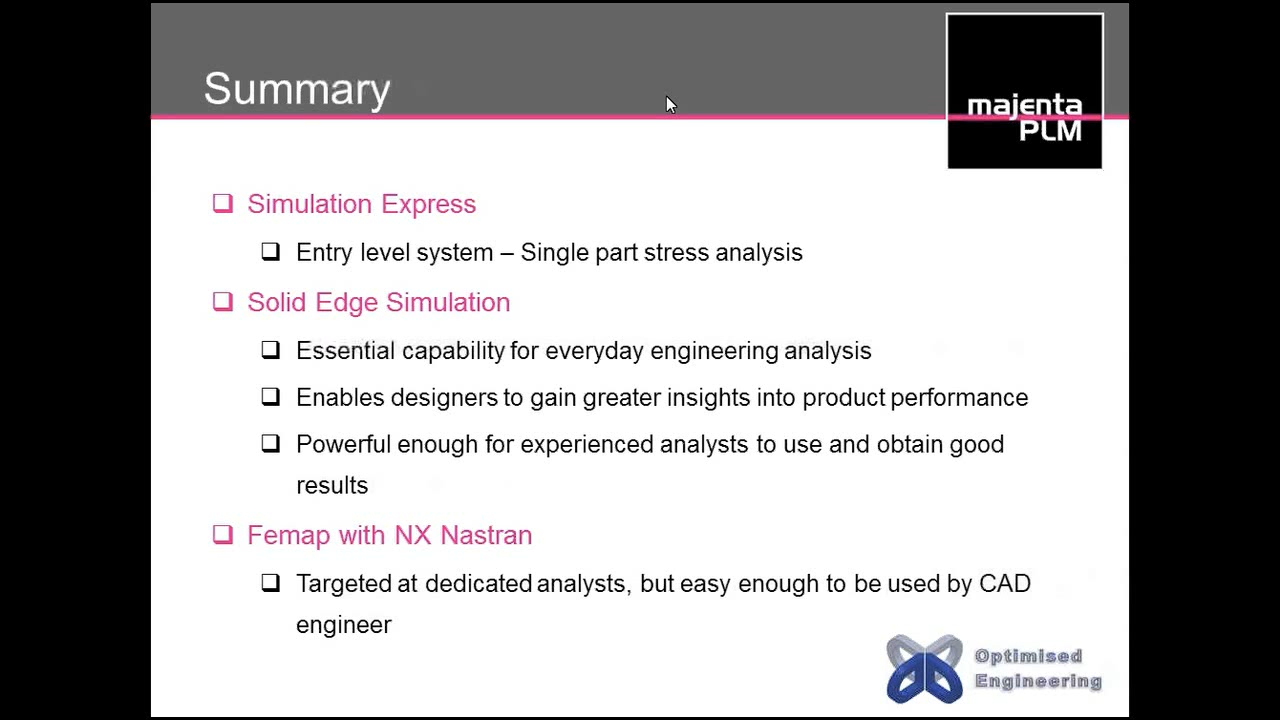 Summary
majenta
PLM
Simulation Express
Entry level system – Single part stress analysis
Solid Edge Simulation
Essential capability for everyday engineering analysis
Enables designers to gain greater insights into product performance
Powerful enough for experienced analysts to use and obtain good
results
Femap with NX Nastran
Targeted at dedicated analysts, but easy enough to be used by CAD
engineer
Optimised
Engineering